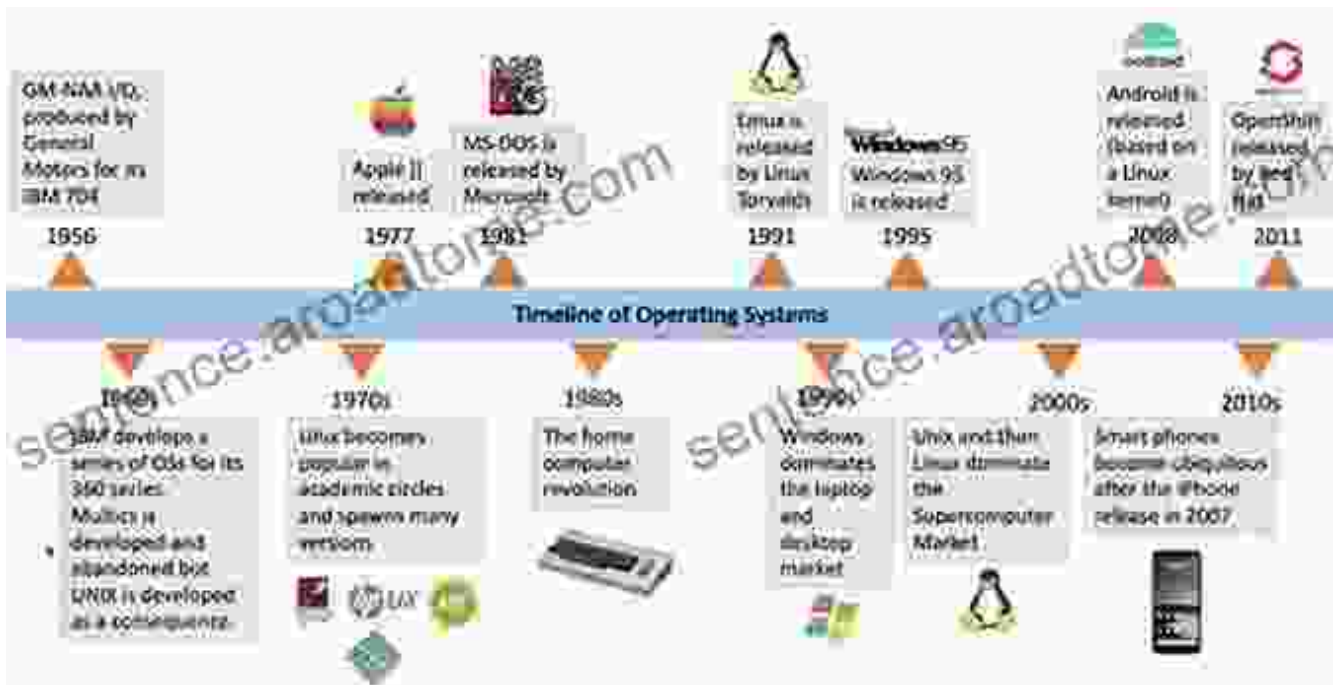 GM-NAA I/O,
produced by
General
Motors for its
IBM 704
1956
Apple ][
released
1977
MS-DOS is
released by
Microsoft
1981
Linux is
released
by Linus
Torvalds
1991
Windows 95
Windows 95
is released
1995
android
Android is
released
(based on
a Linux
kernel)
2008
OpenShift
released
by Red
Hat
2011
Timeline of Operating Systems
1960s
IBM develops a
series of OSs for its
360 series.
Multics is
developed and
abandoned but
UNIX is developed
as a consequence.
1970s
Unix becomes
popular in
academic circles
and spawns many
versions
1980s
The home
computer
revolution
1990s
Windows
dominates
the laptop
and
desktop
market
2000s
Unix and then
Linux dominate
the
Supercomputer
Market
2010s
Smart phones
become ubiquitous
after the iPhone
release in 2007
sentence.aroadtome.com
sentence.aroadtome.com